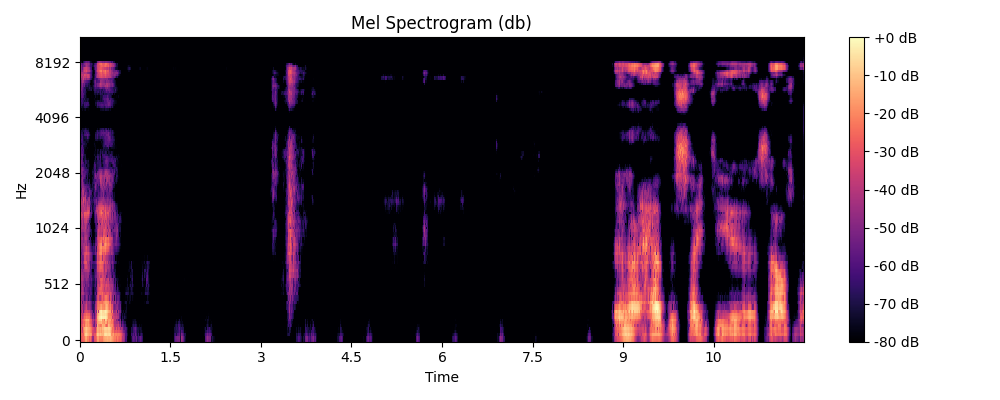 Mel Spectrogram (db)
8192
4096
2048
1024
512
0
Hz
0 1.5 3 4.5 6 7.5 9 10
Time
+0 dB
-10 dB
-20 dB
-30 dB
-40 dB
-50 dB
-60 dB
-70 dB
-80 dB